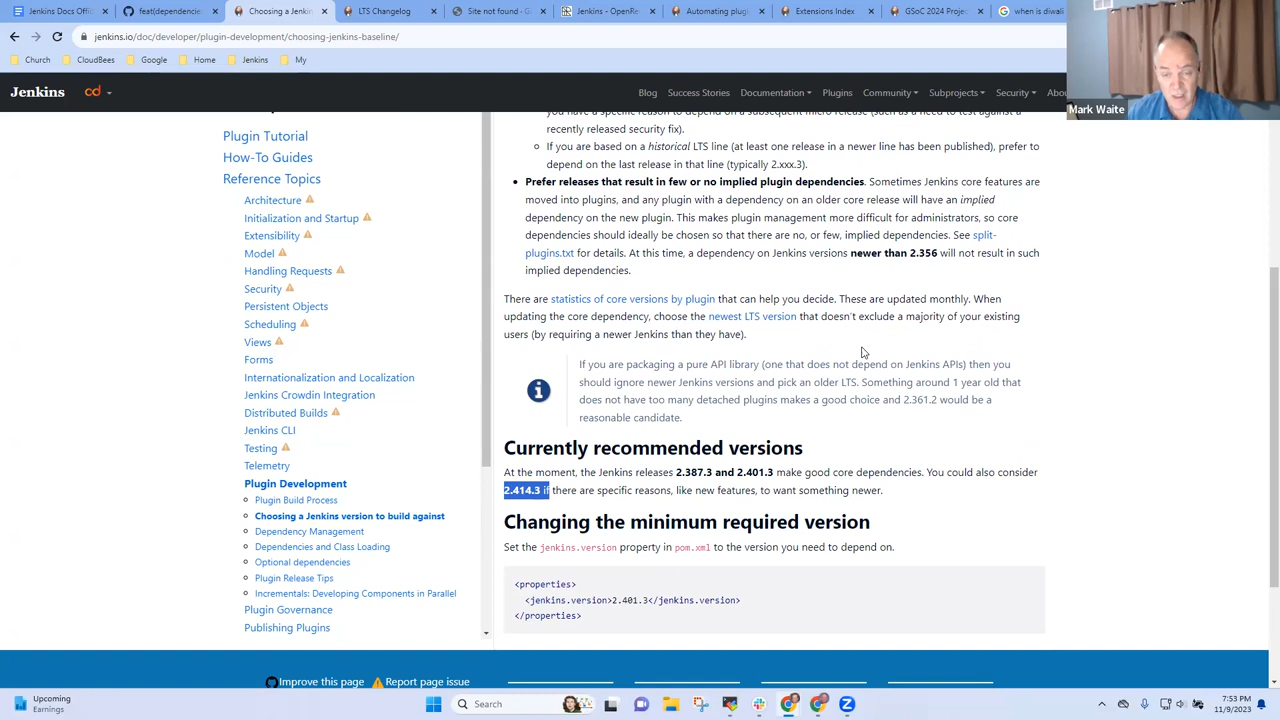 Jenkins Docs Offic
feat(dependencie
Choosing a Jenkin
LTS Changelog
Site not found · G
Jenkins - OpenRe
Automating plugi
Extensions Index
GSoC 2024 Proje
when is diwali
jenkins.io/doc/developer/plugin-development/choosing-jenkins-baseline/
Church
CloudBees
Google
Home
Jenkins
My
Mark Waite
Jenkins
cd
Blog
Success Stories
Documentation
Plugins
Community
Subprojects
Security
Abou
Plugin Tutorial
How-To Guides
Reference Topics
Architecture
Initialization and Startup
Extensibility
Model
Handling Requests
Security
Persistent Objects
Scheduling
Views
Forms
Internationalization and Localization
Jenkins Crowdin Integration
Distributed Builds
Jenkins CLI
Testing
Telemetry
Plugin Development
Plugin Build Process
Choosing a Jenkins version to build against
Dependency Management
Dependencies and Class Loading
Optional dependencies
Plugin Release Tips
Incrementals: Developing Components in Parallel
Plugin Governance
Publishing Plugins
you have a specific reason to depend on a subsequent micro release (such as a need to test against a
recently released security fix).
If you are based on a historical LTS line (at least one release in a newer line has been published), prefer to
depend on the last release in that line (typically 2.xxx.3).
Prefer releases that result in few or no implied plugin dependencies. Sometimes Jenkins core features are
moved into plugins, and any plugin with a dependency on an older core release will have an implied
dependency on the new plugin. This makes plugin management more difficult for administrators, so core
dependencies should ideally be chosen so that there are no, or few, implied dependencies. See split-
plugins.txt for details. At this time, a dependency on Jenkins versions newer than 2.356 will not result in such
implied dependencies.
There are statistics of core versions by plugin that can help you decide. These are updated monthly. When
updating the core dependency, choose the newest LTS version that doesn't exclude a majority of your existing
users (by requiring a newer Jenkins than they have).
If you are packaging a pure API library (one that does not depend on Jenkins APIs) then you
should ignore newer Jenkins versions and pick an older LTS. Something around 1 year old that
does not have too many detached plugins makes a good choice and 2.361.2 would be a
reasonable candidate.
Currently recommended versions
At the moment, the Jenkins releases 2.387.3 and 2.401.3 make good core dependencies. You could also consider
2.414.3 if there are specific reasons, like new features, to want something newer.
Changing the minimum required version
Set the jenkins.version property in pom.xml to the version you need to depend on.
<properties>
<jenkins.version>2.401.3</jenkins.version>
</properties>
Improve this page
Report page issue
Upcoming
Earnings
Search
7:53 PM
11/9/2023